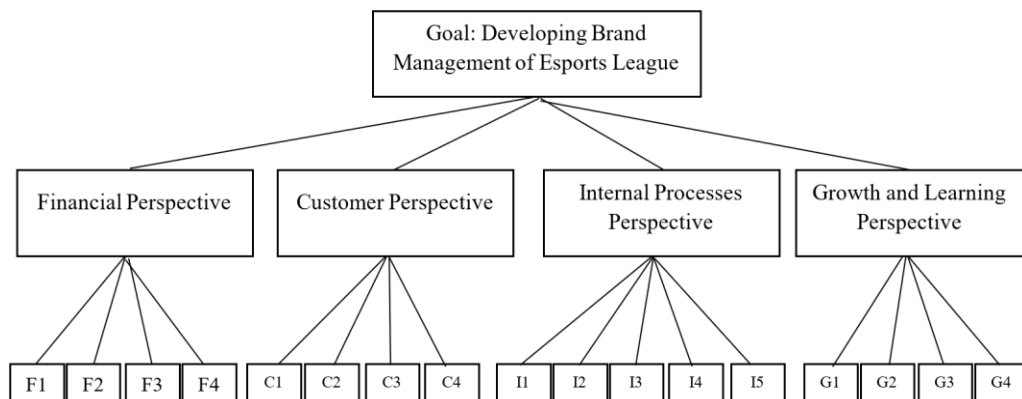 Goal: Developing Brand
Management of Esports League
Financial Perspective
Customer Perspective
Internal Processes
Perspective
Growth and Learning
Perspective
F1
F2
F3
F4
C1
C2
C3
C4
I1
I2
I3
I4
I5
G1
G2
G3
G4